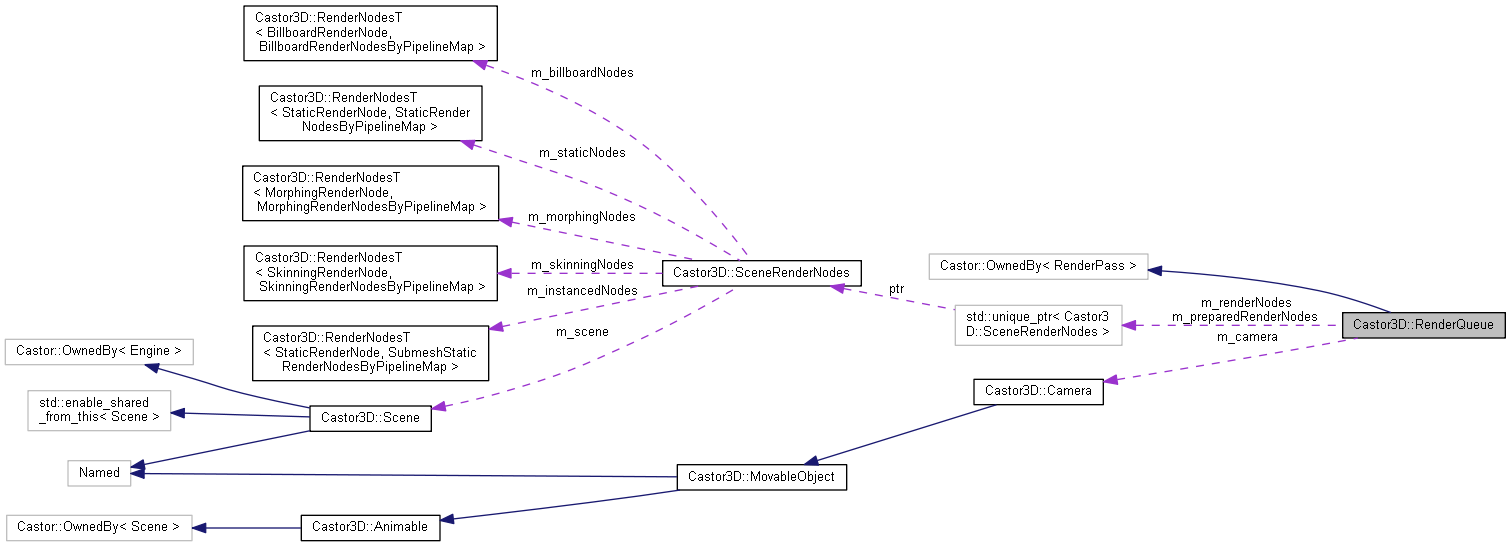 Castor3D::RenderNodesT
< BillboardRenderNode,
BillboardRenderNodesByPipelineMap >
m_billboardNodes
Castor3D::RenderNodesT
< StaticRenderNode, StaticRender
NodesByPipelineMap >
m_staticNodes
Castor3D::RenderNodesT
< MorphingRenderNode,
MorphingRenderNodesByPipelineMap >
m_morphingNodes
Castor3D::RenderNodesT
< SkinningRenderNode,
SkinningRenderNodesByPipelineMap >
m_skinningNodes
m_instancedNodes
Castor3D::SceneRenderNodes
Castor::OwnedBy< RenderPass >
ptr
std::unique_ptr< Castor3
D::SceneRenderNodes >
m_renderNodes
m_preparedRenderNodes
m_camera
Castor3D::RenderQueue
Castor3D::RenderNodesT
< StaticRenderNode, SubmeshStatic
RenderNodesByPipelineMap >
m_scene
Castor::OwnedBy< Engine >
std::enable_shared
_from_this< Scene >
Castor3D::Scene
Castor3D::Camera
Named
Castor3D::MovableObject
Castor::OwnedBy< Scene >
Castor3D::Animable